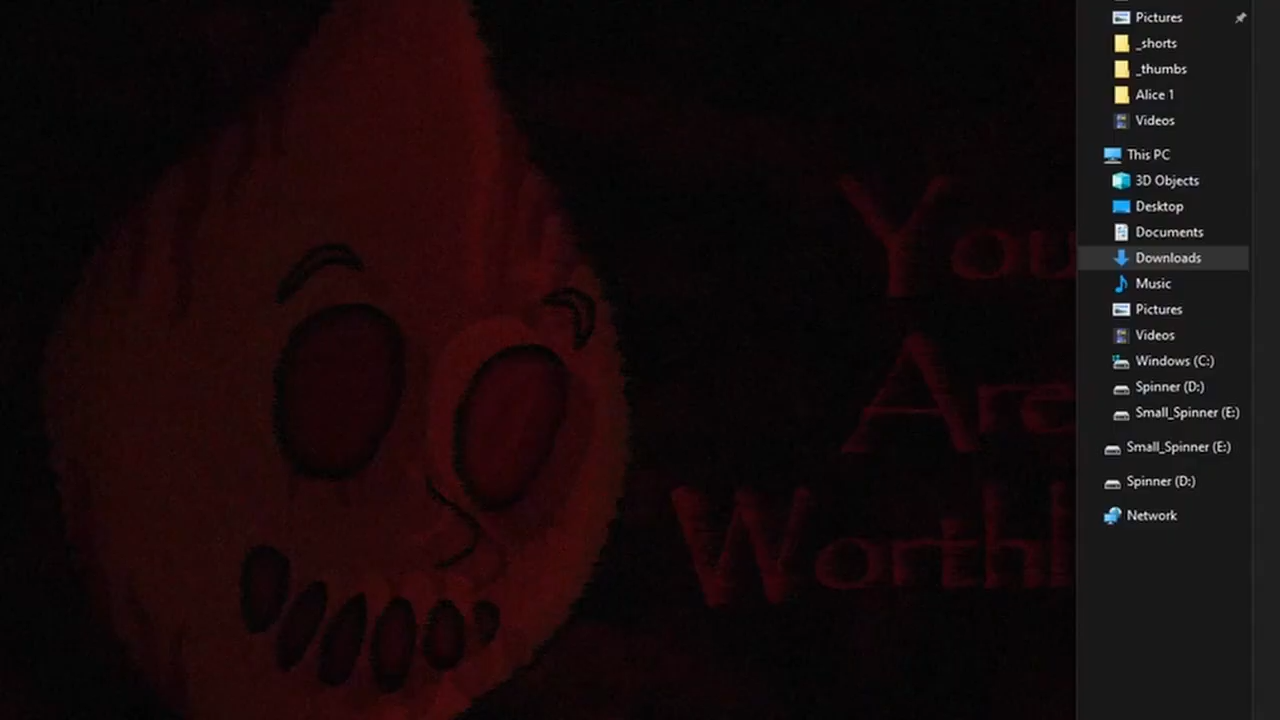 You
Are
Worthl
Pictures
_shorts
_thumbs
Alice 1
Videos
This PC
3D Objects
Desktop
Documents
Downloads
Music
Pictures
Videos
Windows (C:)
Spinner (D:)
Small_Spinner (E:)
Small_Spinner (E:)
Spinner (D:)
Network